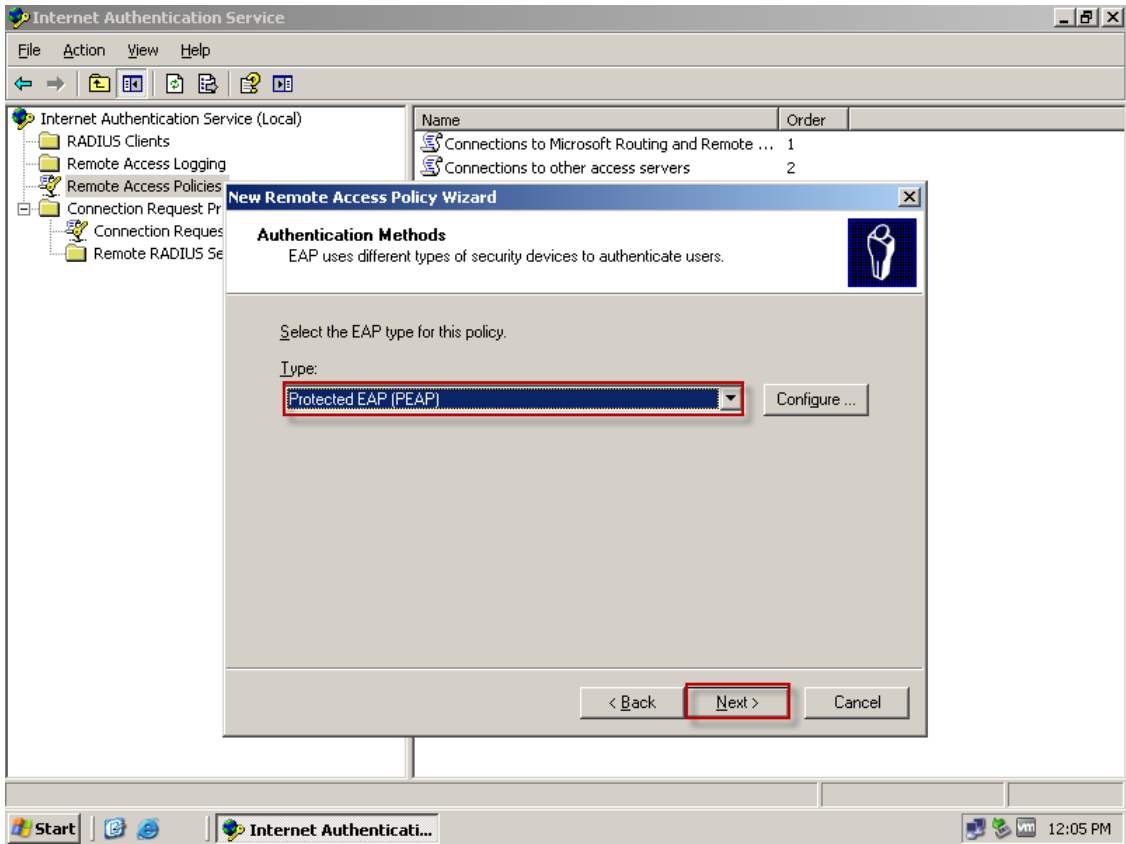 Internet Authentication Service
File Action View Help
Internet Authentication Service (Local)
RADIUS Clients
Remote Access Logging
Remote Access Policies
Connection Request Pr
Connection Reques
Remote RADIUS Se
Name Order
Connections to Microsoft Routing and Remote ... 1
Connections to other access servers 2
New Remote Access Policy Wizard
Authentication Methods
EAP uses different types of security devices to authenticate users.
Select the EAP type for this policy.
Type:
Protected EAP (PEAP)
Configure ...
< Back Next > Cancel
Start Internet Authenticati... vm 12:05 PM